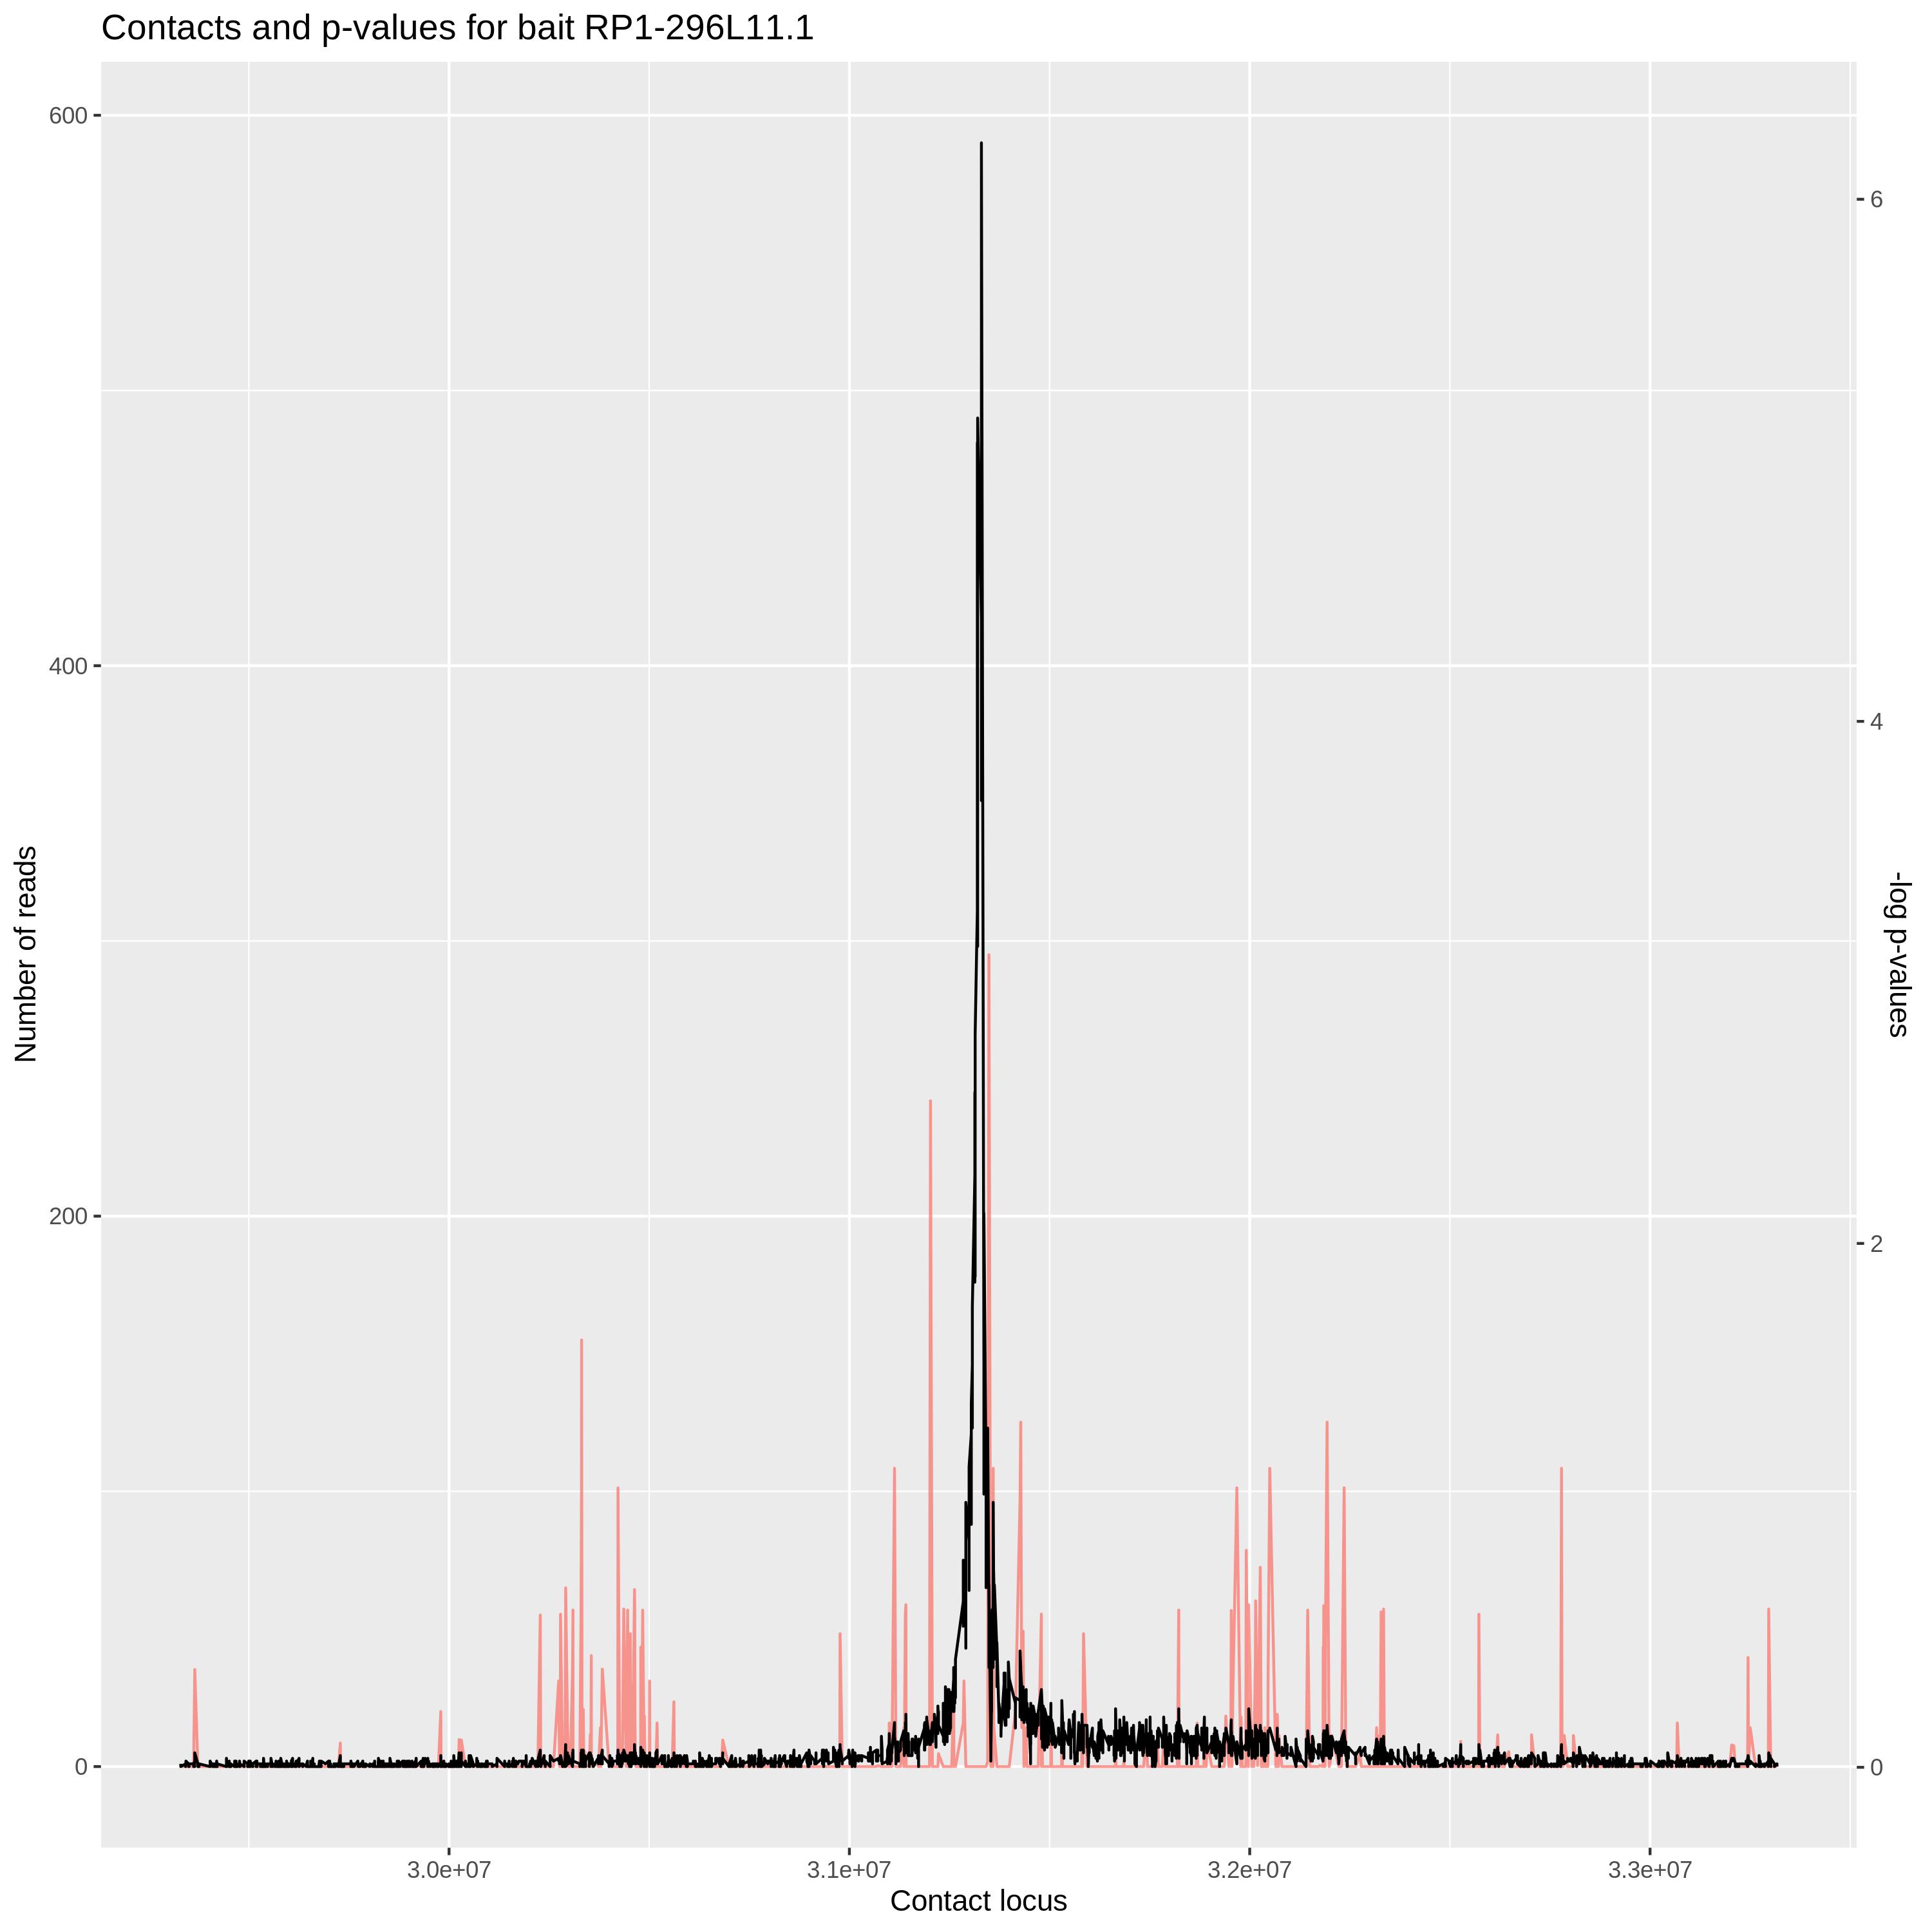 Contacts and p-values for bait RP1-296L11.1
600
400
200
0
Number of reads
6
4
2
0
-log p-values
3.0e+07 3.1e+07 3.2e+07 3.3e+07
Contact locus